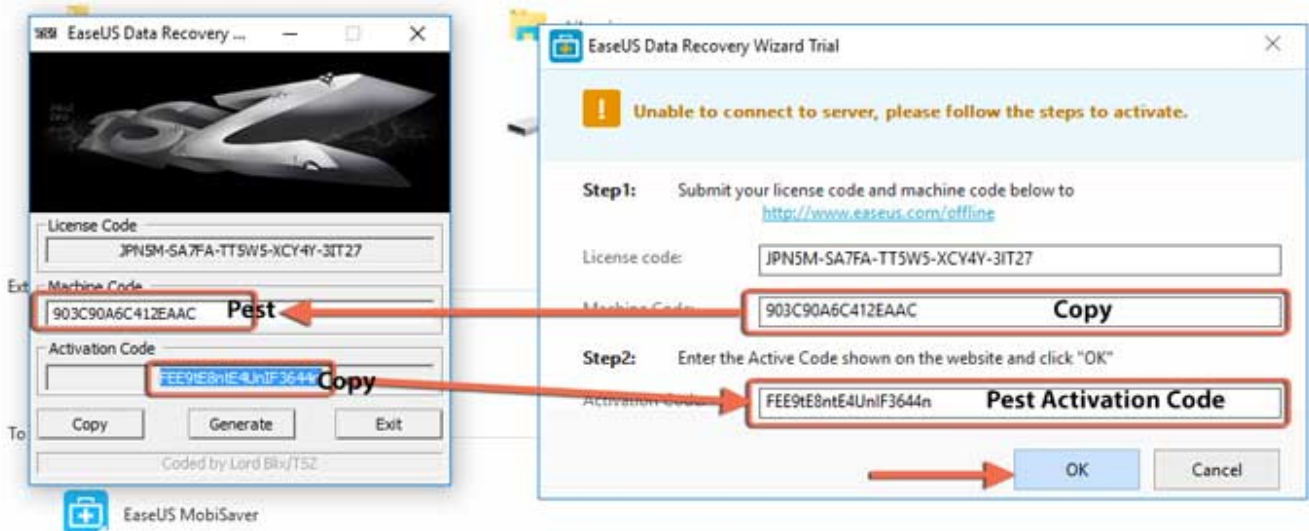 EaseUS Data Recovery ...
License Code
JPN5M-SA7FA-TT5W5-XCY4Y-3IT27
Ext
Machine Code
903C90A6C412EAAC Pest
Activation Code
FEE9tE8ntE4UnIF3644n Copy
To
Copy Generate Exit
Coded by Lord Blix/TSZ
EaseUS MobiSaver
EaseUS Data Recovery Wizard Trial
! Unable to connect to server, please follow the steps to activate.
Step1: Submit your license code and machine code below to
http://www.easeus.com/offline
License code: JPN5M-SA7FA-TT5W5-XCY4Y-3IT27
Machine Code: 903C90A6C412EAAC Copy
Step2: Enter the Active Code shown on the website and click "OK"
Activation Code: FEE9tE8ntE4UnIF3644n Pest Activation Code
OK Cancel